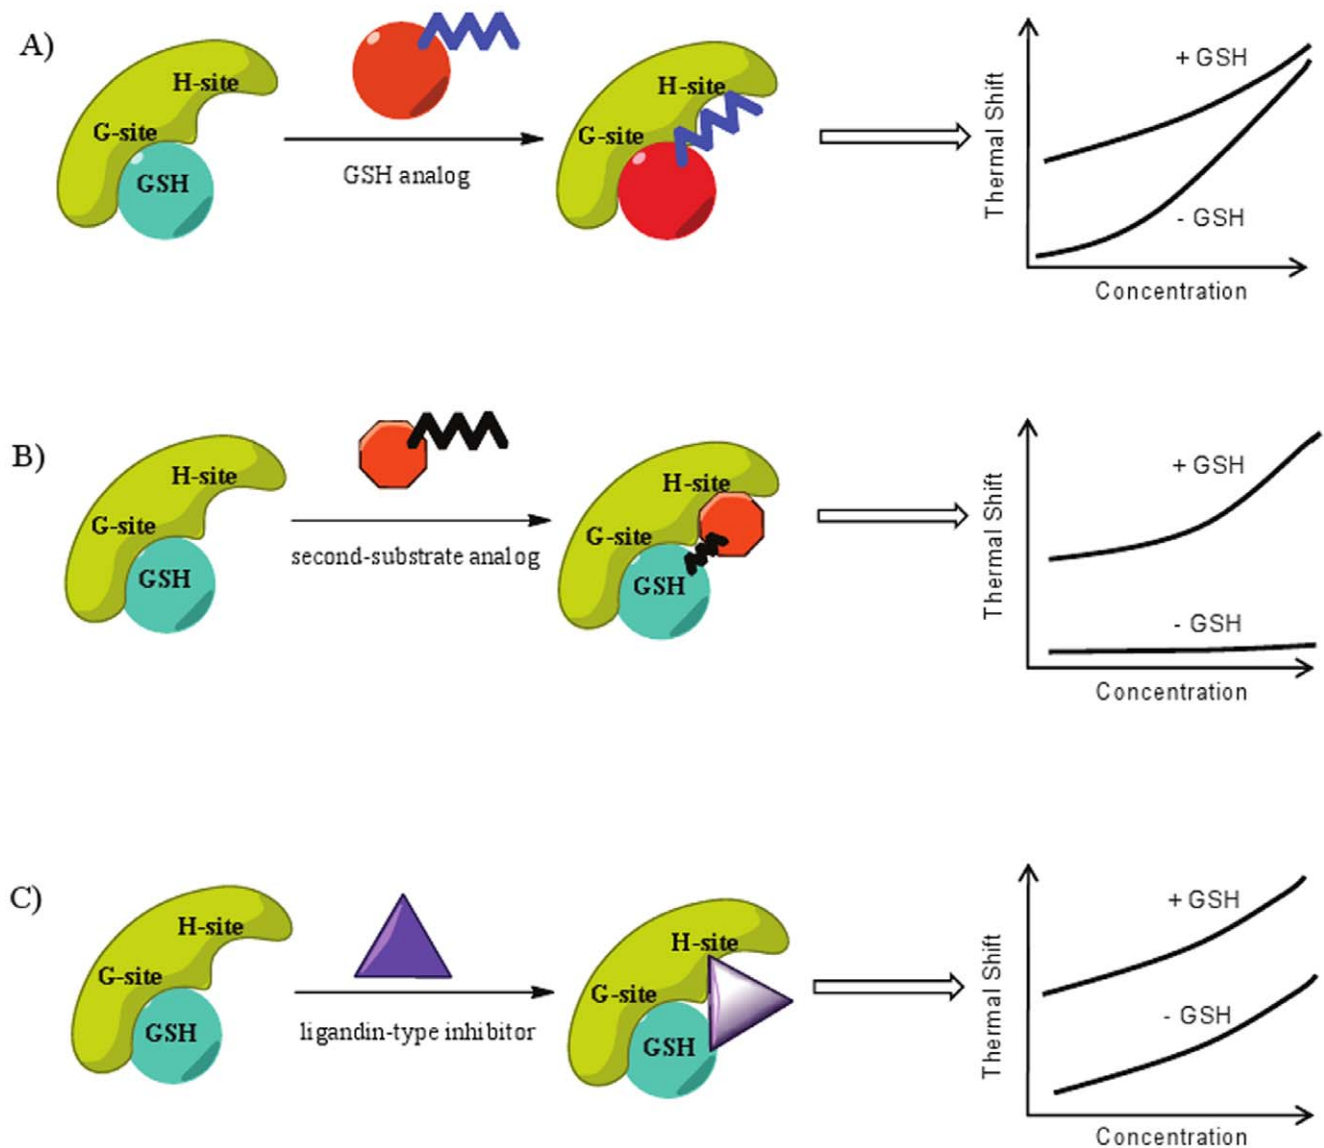 A)
H-site
G-site
GSH
GSH analog
H-site
G-site
Thermal Shift
+ GSH
- GSH
Concentration
B)
H-site
G-site
GSH
second-substrate analog
H-site
G-site
GSH
Thermal Shift
+ GSH
- GSH
Concentration
C)
H-site
G-site
GSH
ligandin-type inhibitor
H-site
G-site
GSH
Thermal Shift
+ GSH
- GSH
Concentration